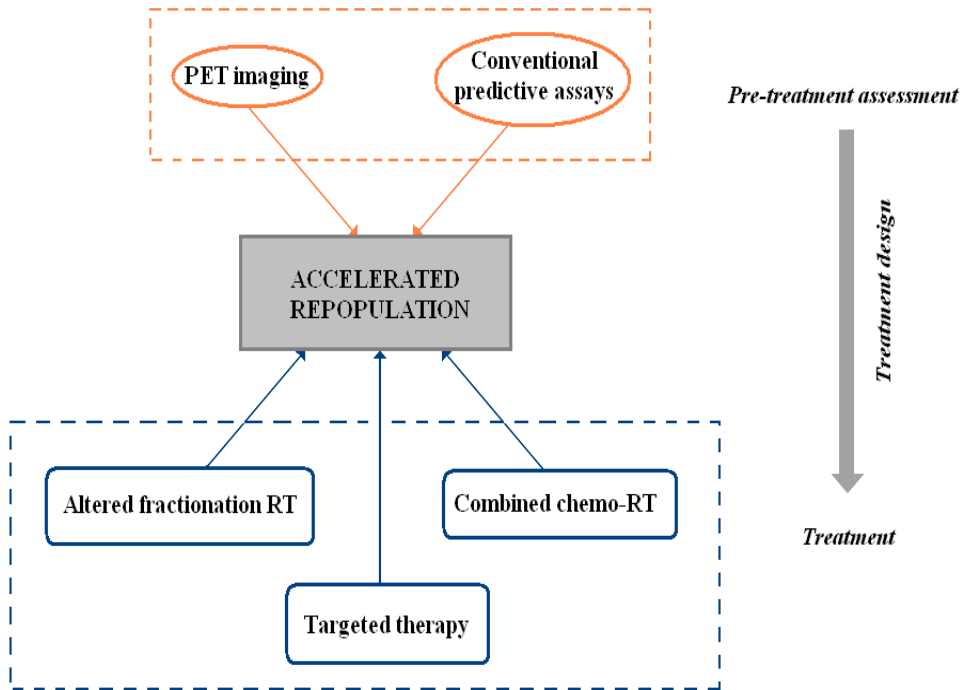 PET imaging
Conventional
predictive assays
Pre-treatment assessment
Treatment design
ACCELERATED
REPOPULATION
Altered fractionation RT
Combined chemo-RT
Treatment
Targeted therapy